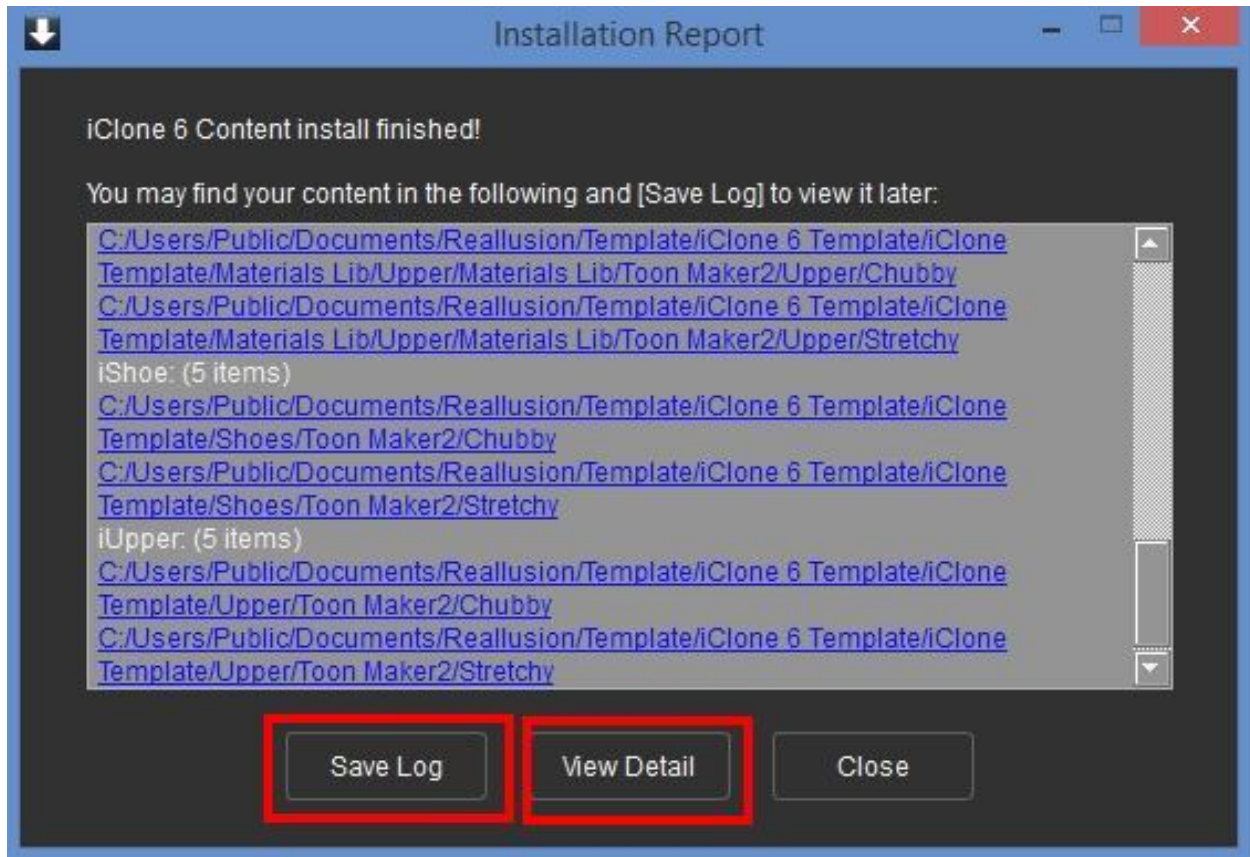 Installation Report
iClone 6 Content install finished!
You may find your content in the following and [Save Log] to view it later:
C:/Users/Public/Documents/Reallusion/Template/iClone 6 Template/iClone
Template/Materials Lib/Upper/Materials Lib/Toon Maker2/Upper/Chubby
C:/Users/Public/Documents/Reallusion/Template/iClone 6 Template/iClone
Template/Materials Lib/Upper/Materials Lib/Toon Maker2/Upper/Stretchy
iShoe: (5 items)
C:/Users/Public/Documents/Reallusion/Template/iClone 6 Template/iClone
Template/Shoes/Toon Maker2/Chubby
C:/Users/Public/Documents/Reallusion/Template/iClone 6 Template/iClone
Template/Shoes/Toon Maker2/Stretchy
iUpper: (5 items)
C:/Users/Public/Documents/Reallusion/Template/iClone 6 Template/iClone
Template/Upper/Toon Maker2/Chubby
C:/Users/Public/Documents/Reallusion/Template/iClone 6 Template/iClone
Template/Upper/Toon Maker2/Stretchy
Save Log View Detail Close